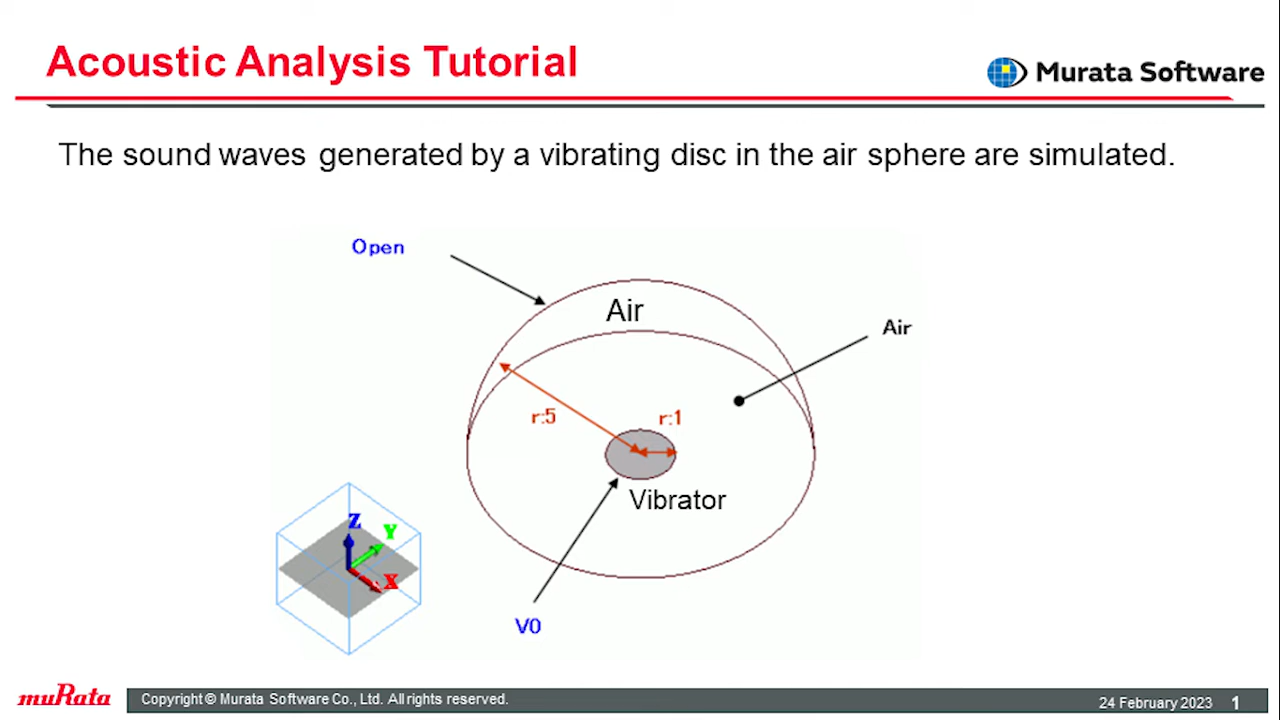 Acoustic Analysis Tutorial
Murata Software
The sound waves generated by a vibrating disc in the air sphere are simulated.
Open
Air
Air
r:5
r:1
Vibrator
Z
Y
X
V0
muRata
Copyright © Murata Software Co., Ltd. All rights reserved.
24 February 2023
1